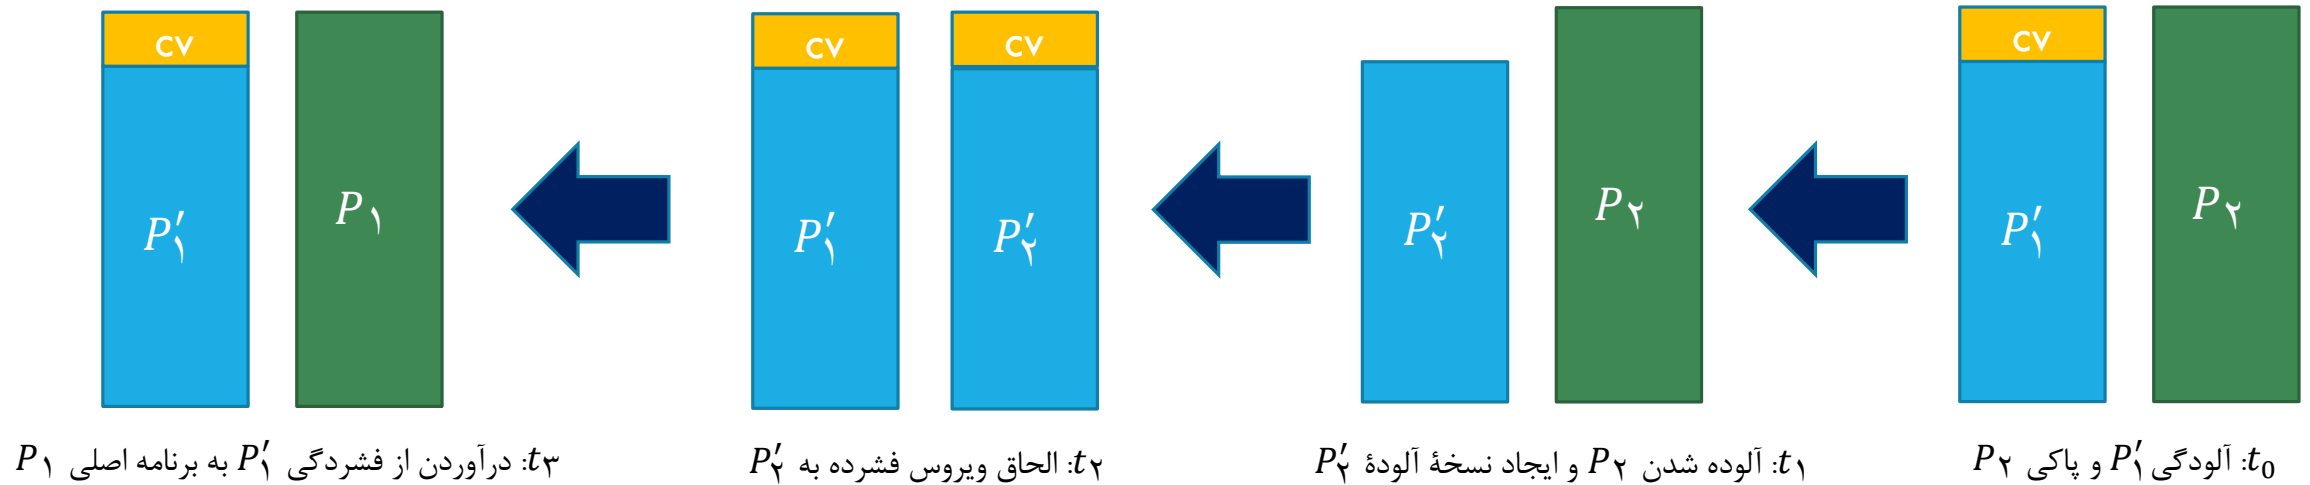 CV
P′۱
P۲
P′۲
P۲
CV
P′۱
CV
P′۲
CV
P′۱
P۱
t0: آلودگی P′۱ و پاکی P۲
t۱: آلوده شدن P۲ و ایجاد نسخهٔ آلودهٔ P′۲
t۲: الحاق ویروس فشرده به P′۲
t۳: درآوردن از فشردگی P′۱ به برنامه اصلی P۱